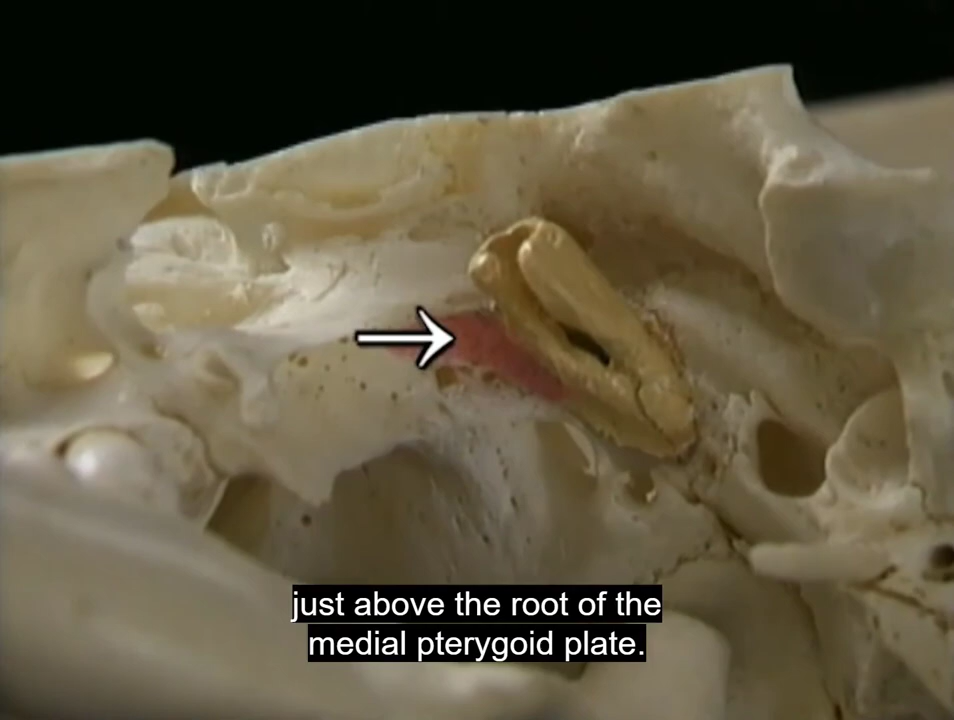 just above the root of the
medial pterygoid plate.